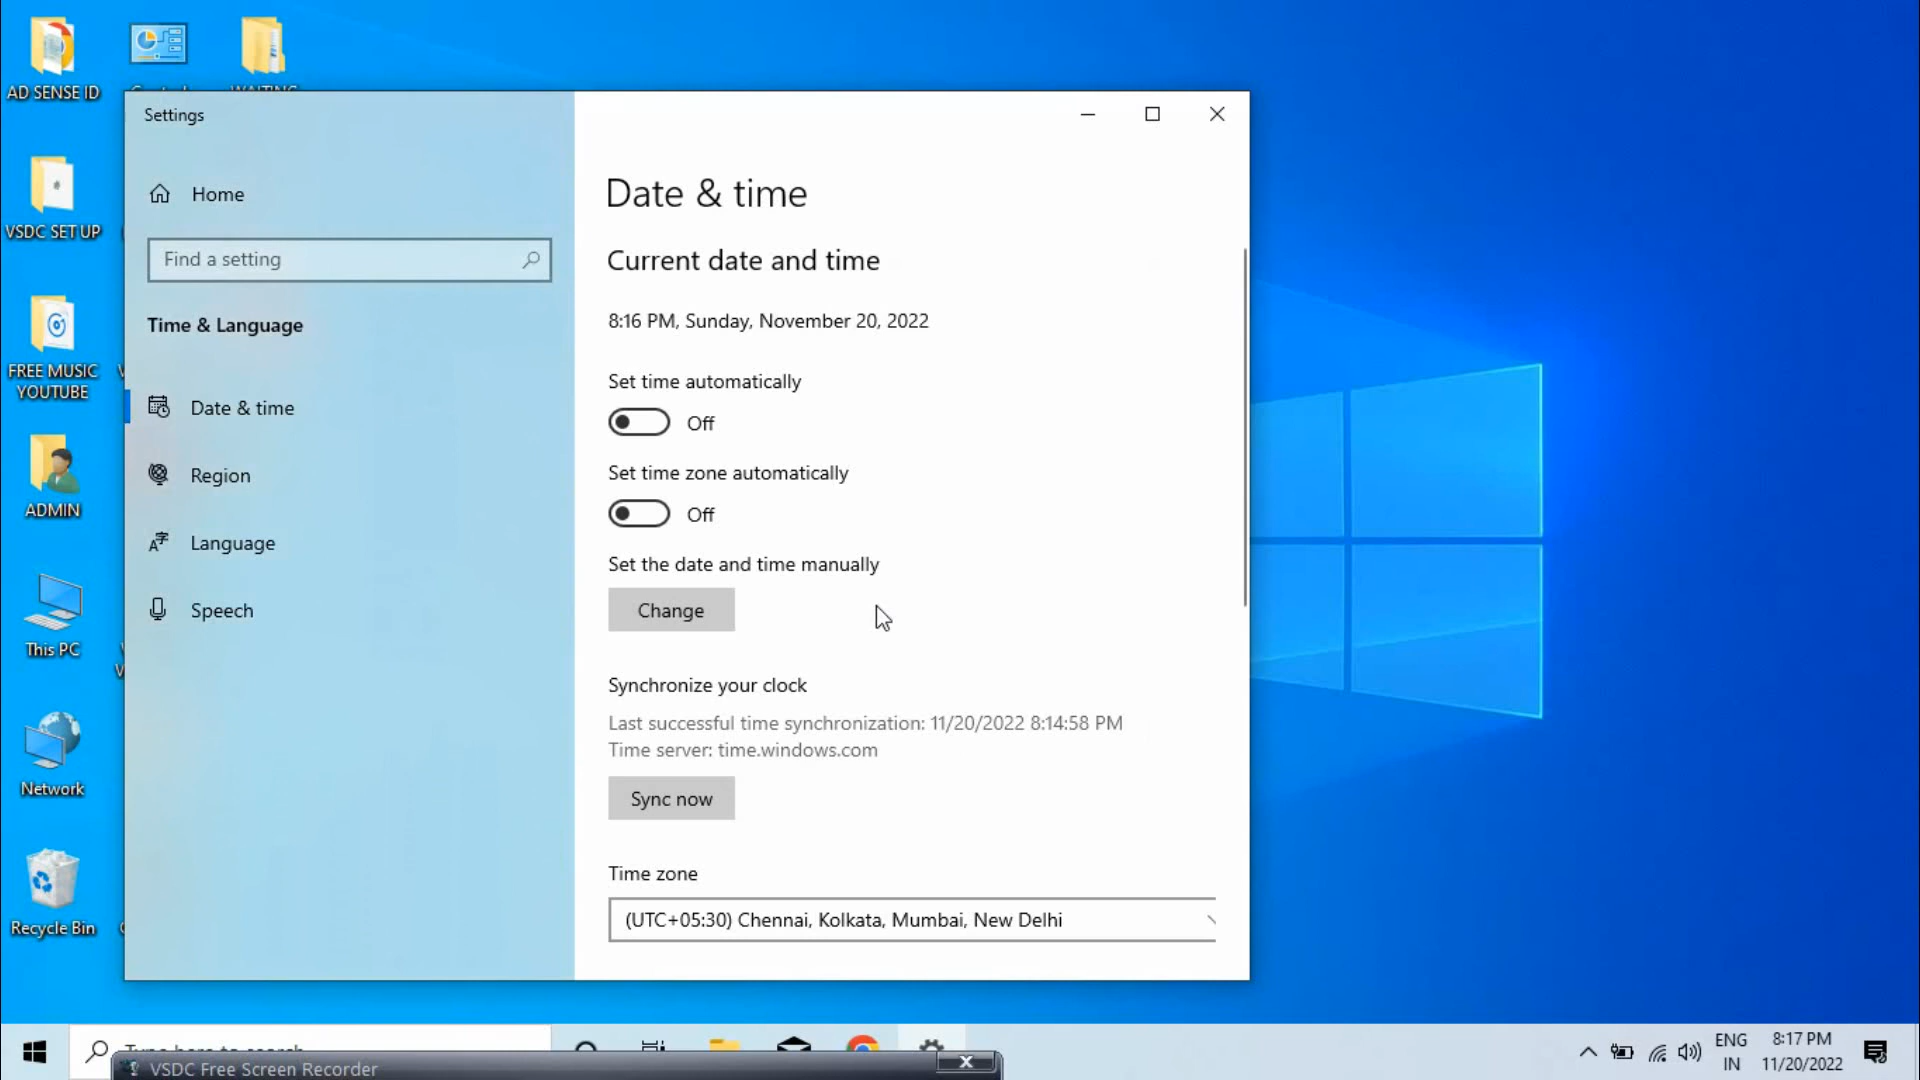 AD SENSE ID
VSDC SET UP
FREE MUSIC
YOUTUBE
ADMIN
This PC
Network
Recycle Bin
Settings
Home
Find a setting
Time & Language
Date & time
Region
Language
Speech
Date & time
Current date and time
8:16 PM, Sunday, November 20, 2022
Set time automatically
Off
Set time zone automatically
Off
Set the date and time manually
Change
Synchronize your clock
Last successful time synchronization: 11/20/2022 8:14:58 PM
Time server: time.windows.com
Sync now
Time zone
(UTC+05:30) Chennai, Kolkata, Mumbai, New Delhi
Type here to search
VSDC Free Screen Recorder
X
ENG
IN
8:17 PM
11/20/2022